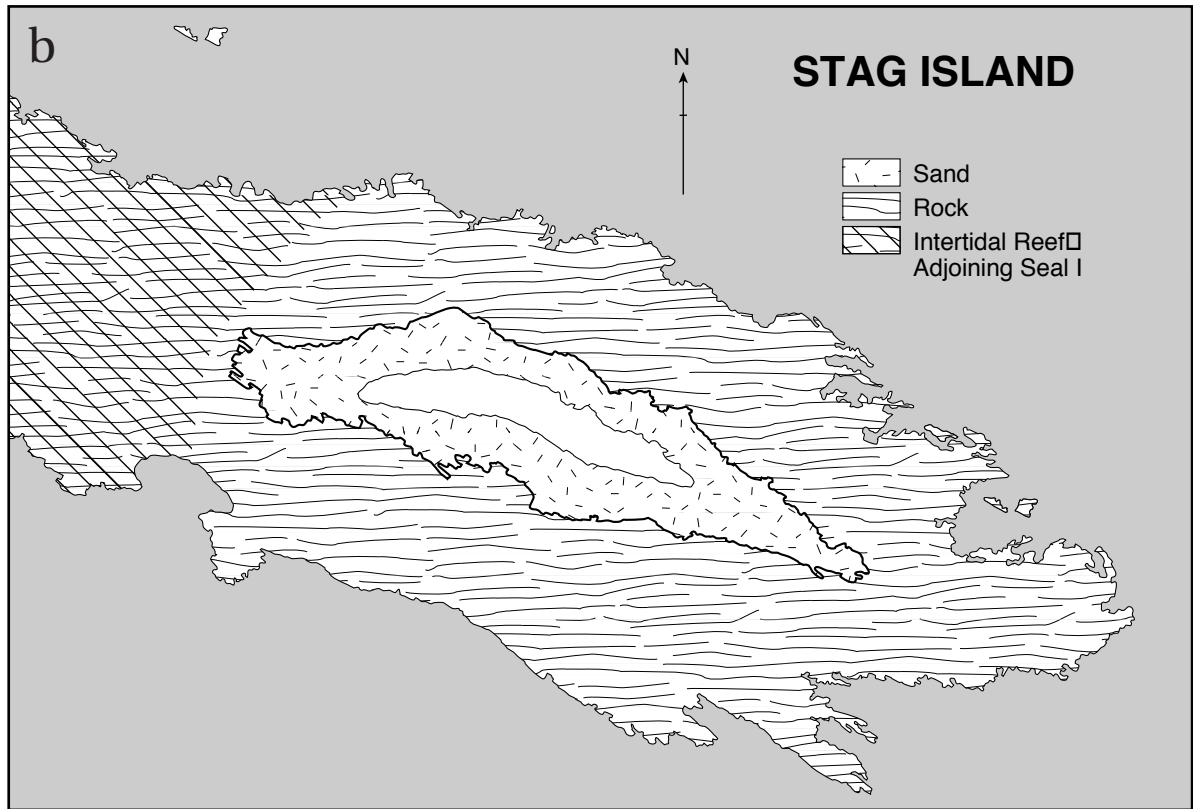 b
N
STAG ISLAND
Sand
Rock
Intertidal Reef□
Adjoining Seal I